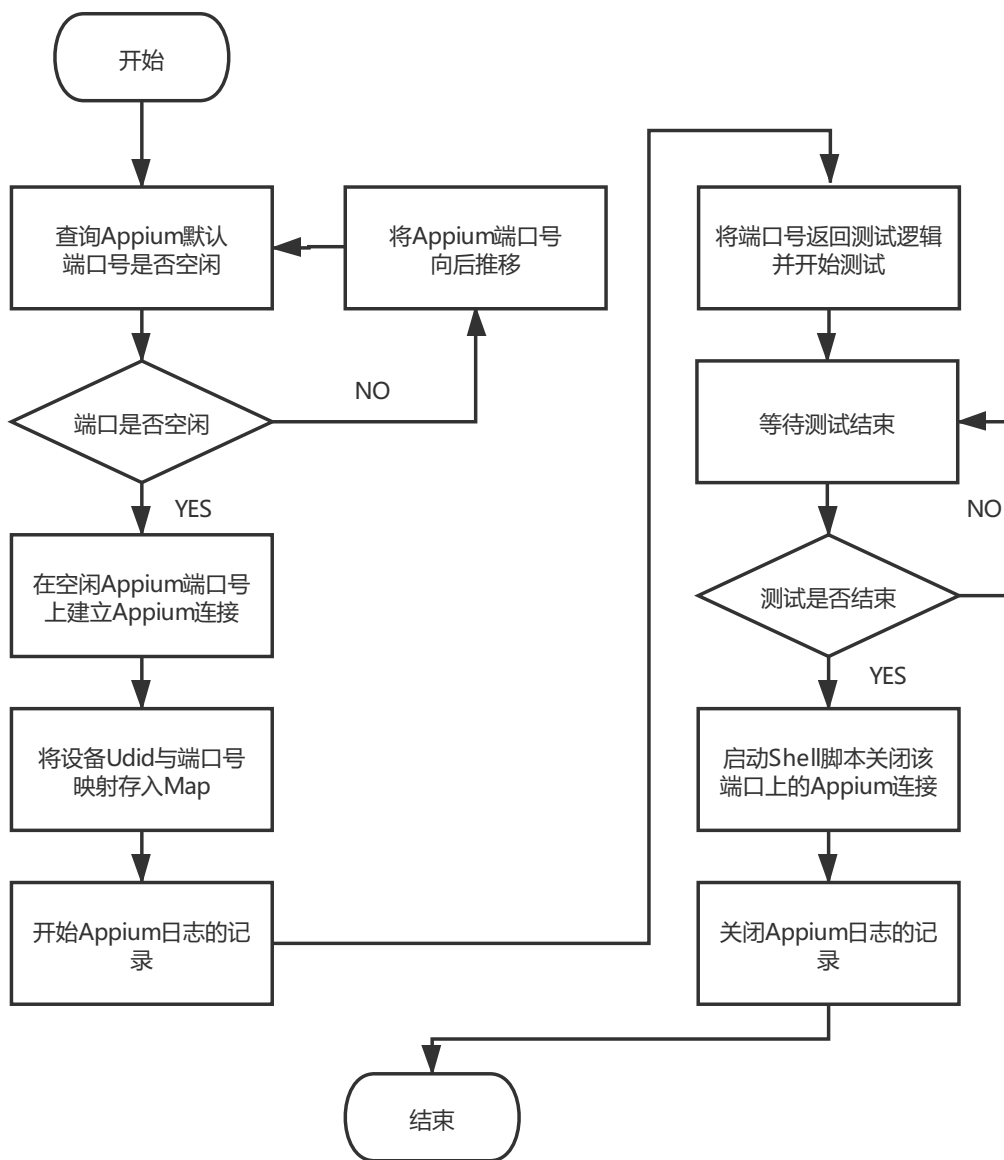 开始
查询Appium默认
端口号是否空闲
将Appium端口号
向后推移
端口是否空闲
NO
YES
在空闲Appium端口号
上建立Appium连接
将设备Udid与端口号
映射存入Map
开始Appium日志的记
录
将端口号返回测试逻辑
并开始测试
等待测试结束
NO
测试是否结束
YES
启动Shell脚本关闭该
端口上的Appium连接
关闭Appium日志的记
录
结束